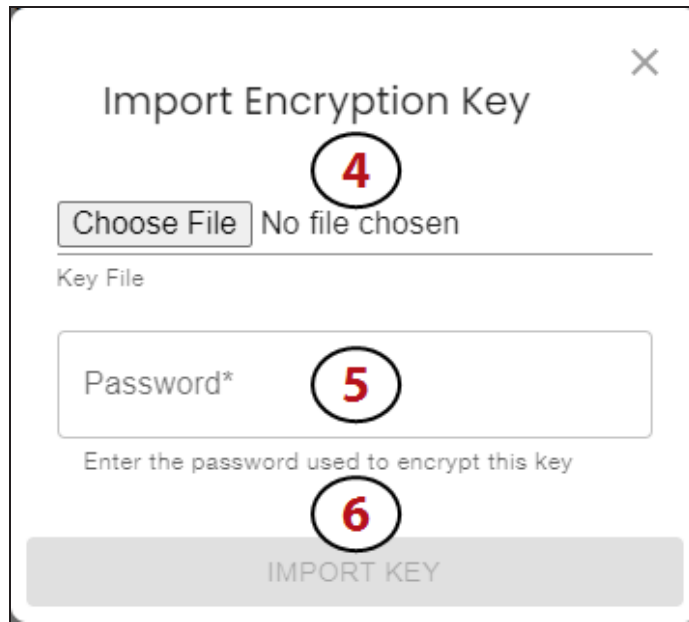 ×
Import Encryption Key
4
Choose File No file chosen
Key File
Password*
5
Enter the password used to encrypt this key
6
IMPORT KEY